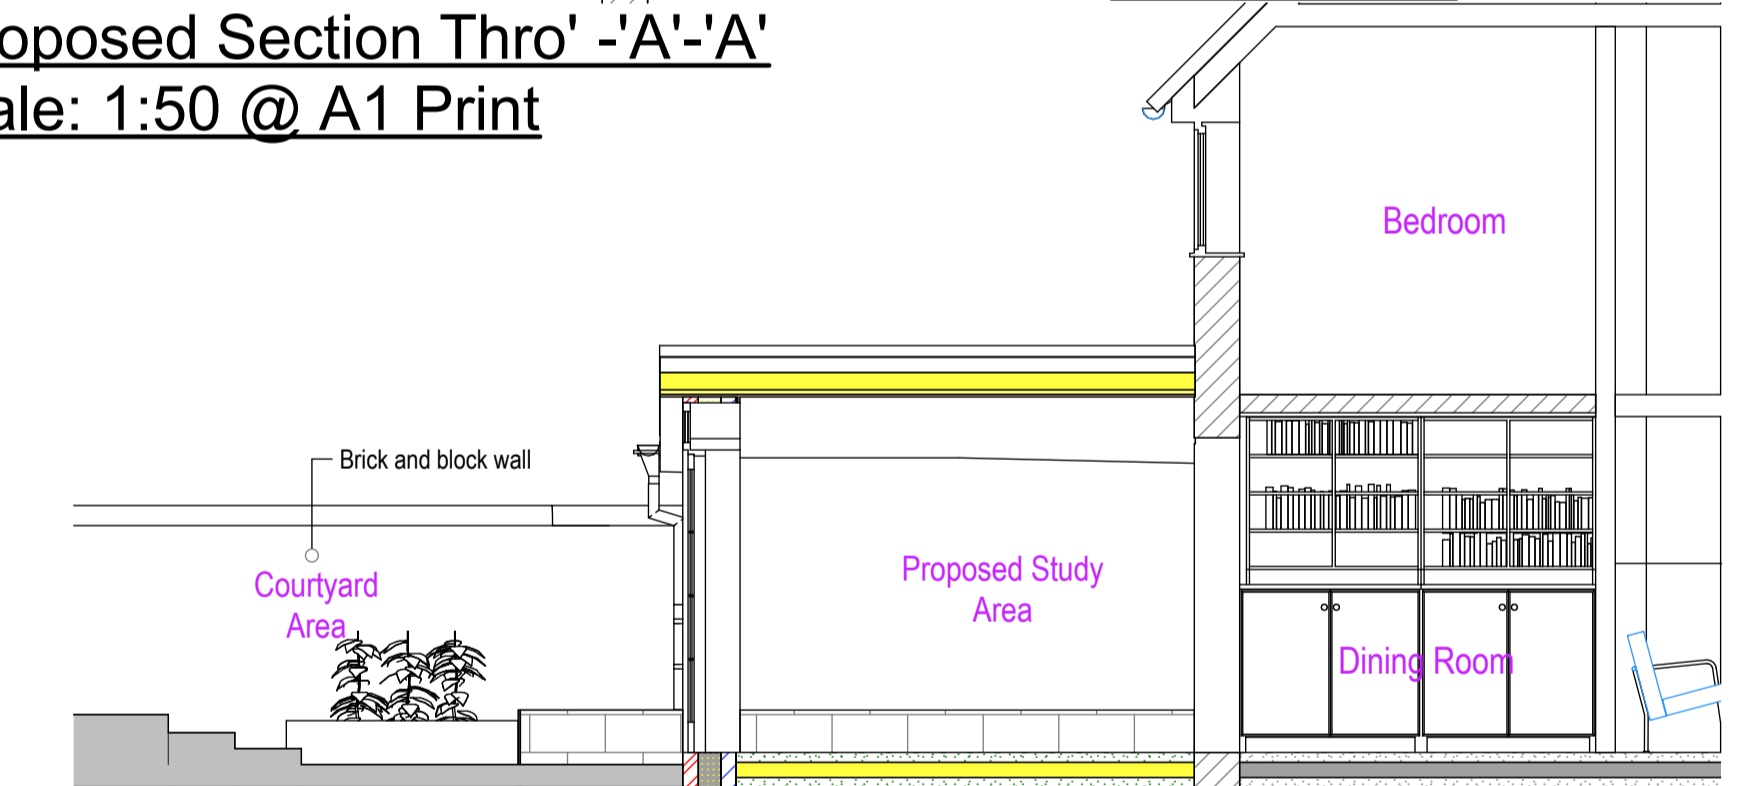 oposed Section Thro' -'A'-'A'
ale: 1:50 @ A1 Print
Bedroom
Brick and block wall
Courtyard
Area
Proposed Study
Area
Dining Room